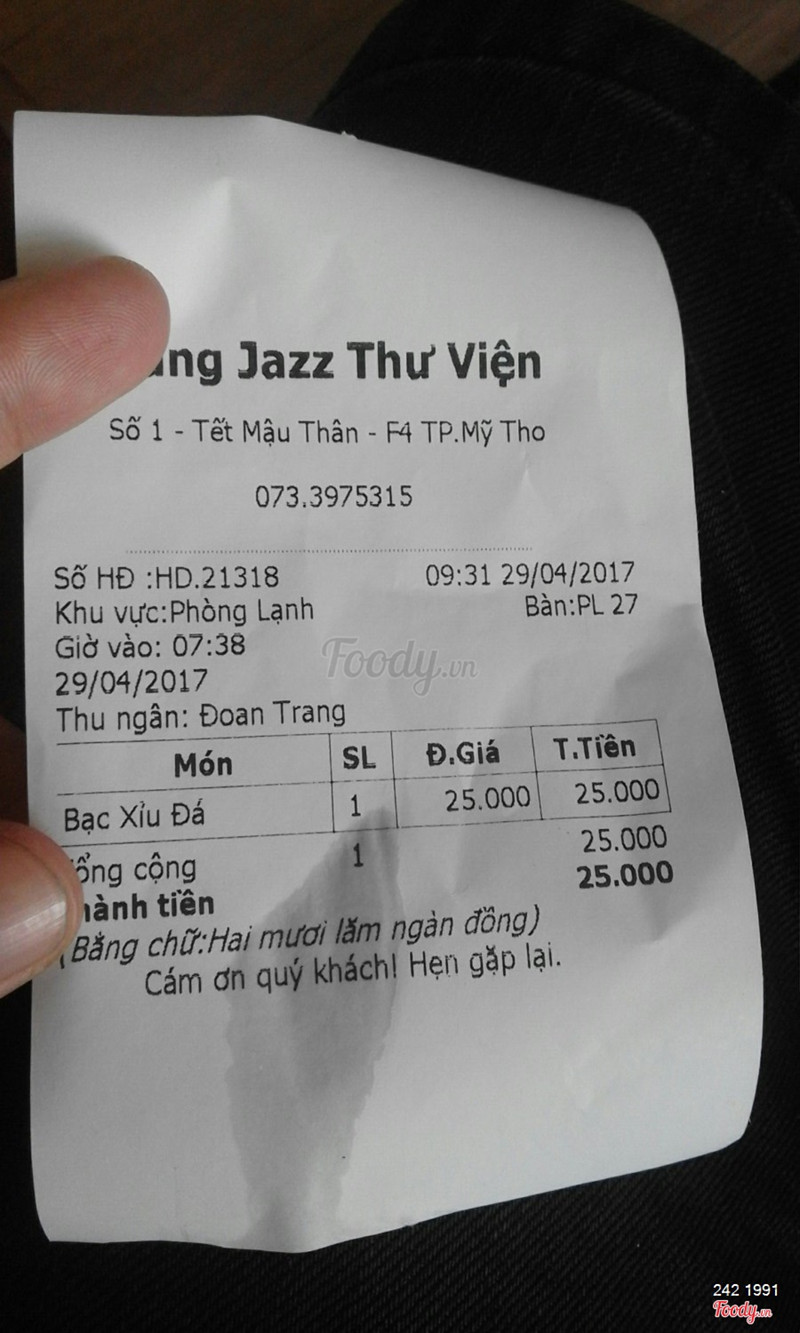 Jazz Thư Viện
Số 1 - Tết Mậu Thân - F4 TP.Mỹ Tho
073.3975315
Số HĐ :HD.21318 09:31 29/04/2017
Khu vực:Phòng Lạnh Bàn:PL 27
Giờ vào: 07:38
29/04/2017
Foody.vn
Thu ngân: Đoan Trang
Món SL Đ.Giá T.Tiền
Bạc Xỉu Đá 1 25.000 25.000
cộng 1 25.000
tiền 25.000
(Bằng chữ:Hai mươi lăm ngàn đồng)
Cám ơn quý khách! Hẹn gặp lại.
242 1991
Foody.vn